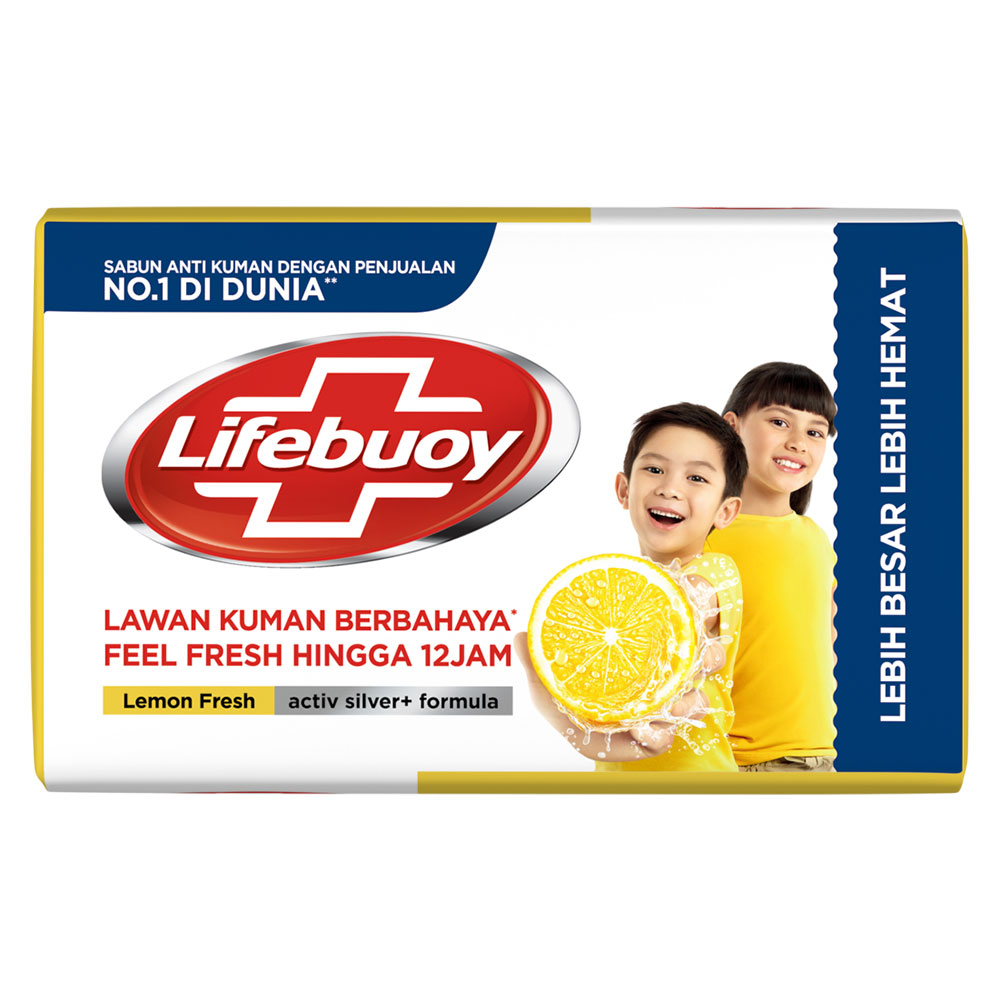 SABUN ANTI KUMAN DENGAN PENJUALAN
NO.1 DI DUNIA**
Lifebuoy
LAWAN KUMAN BERBAHAYA*
FEEL FRESH HINGGA 12JAM
Lemon Fresh activ silver+ formula
LEBIH BESAR LEBIH HEMAT